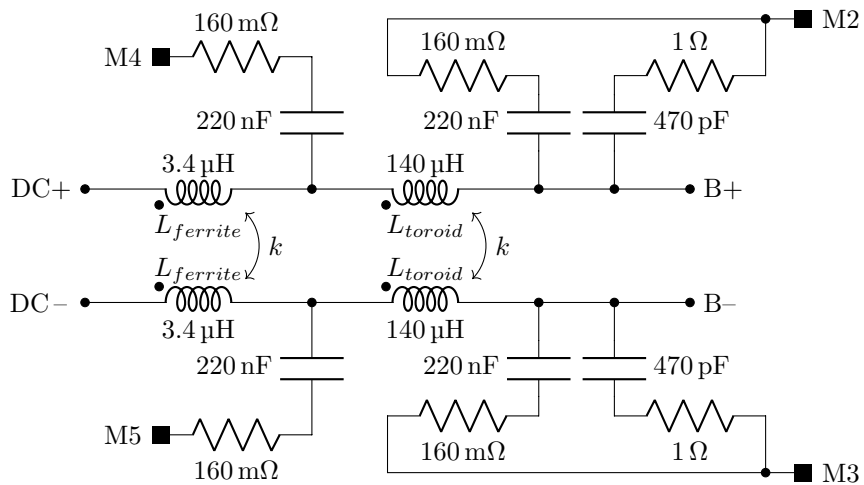 M2
160 mΩ
160 mΩ
1 Ω
M4
220 nF
220 nF
470 pF
3.4 µH
140 µH
DC+
B+
L_ferrite
L_toroid
k
k
L_ferrite
L_toroid
DC−
B−
3.4 µH
140 µH
220 nF
220 nF
470 pF
M5
160 mΩ
160 mΩ
1 Ω
M3